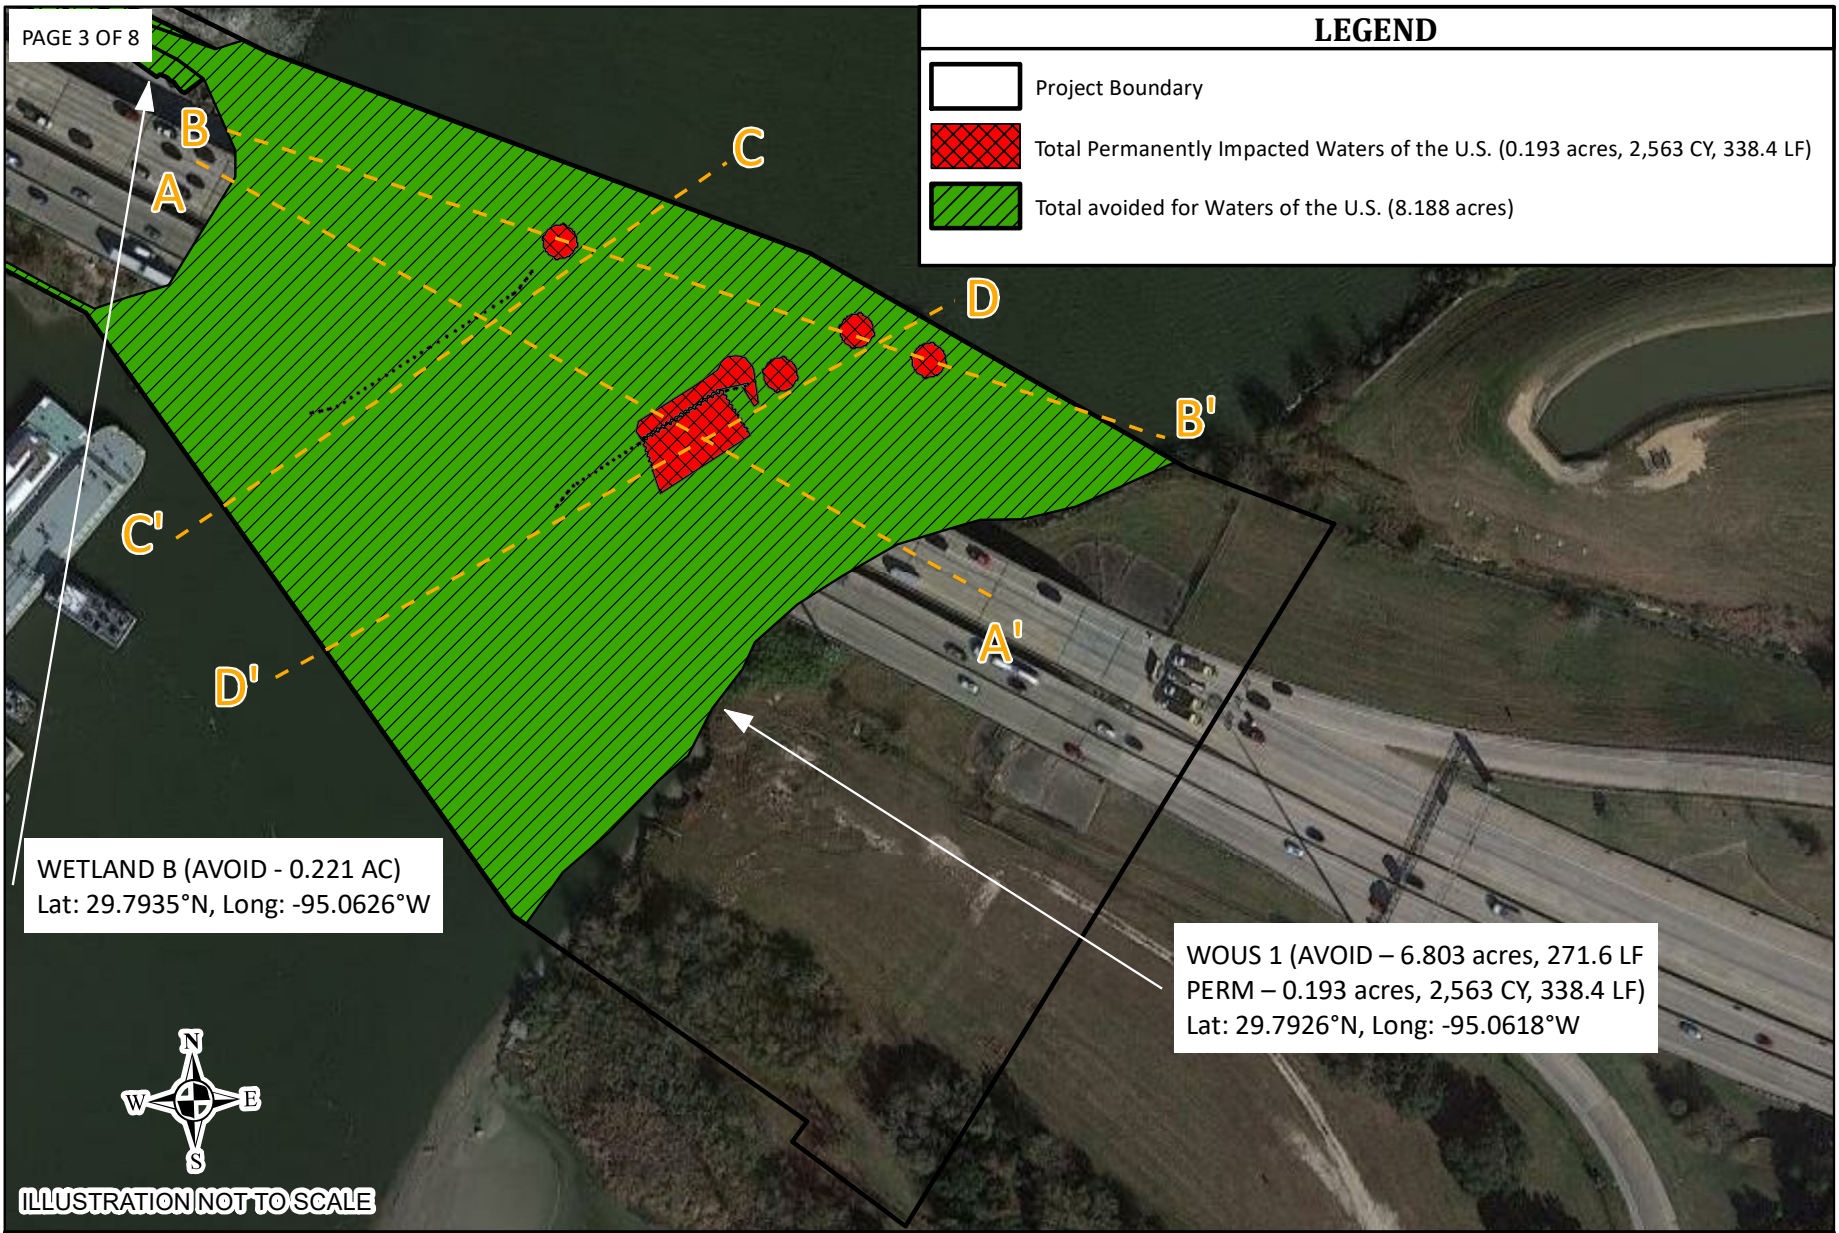 PAGE 3 OF 8
LEGEND
Project Boundary
Total Permanently Impacted Waters of the U.S. (0.193 acres, 2,563 CY, 338.4 LF)
Total avoided for Waters of the U.S. (8.188 acres)
B
A
C
D
B'
C'
A'
D'
WETLAND B (AVOID - 0.221 AC)
Lat: 29.7935°N, Long: -95.0626°W
WOUS 1 (AVOID – 6.803 acres, 271.6 LF
PERM – 0.193 acres, 2,563 CY, 338.4 LF)
Lat: 29.7926°N, Long: -95.0618°W
N
W E
S
ILLUSTRATION NOT TO SCALE